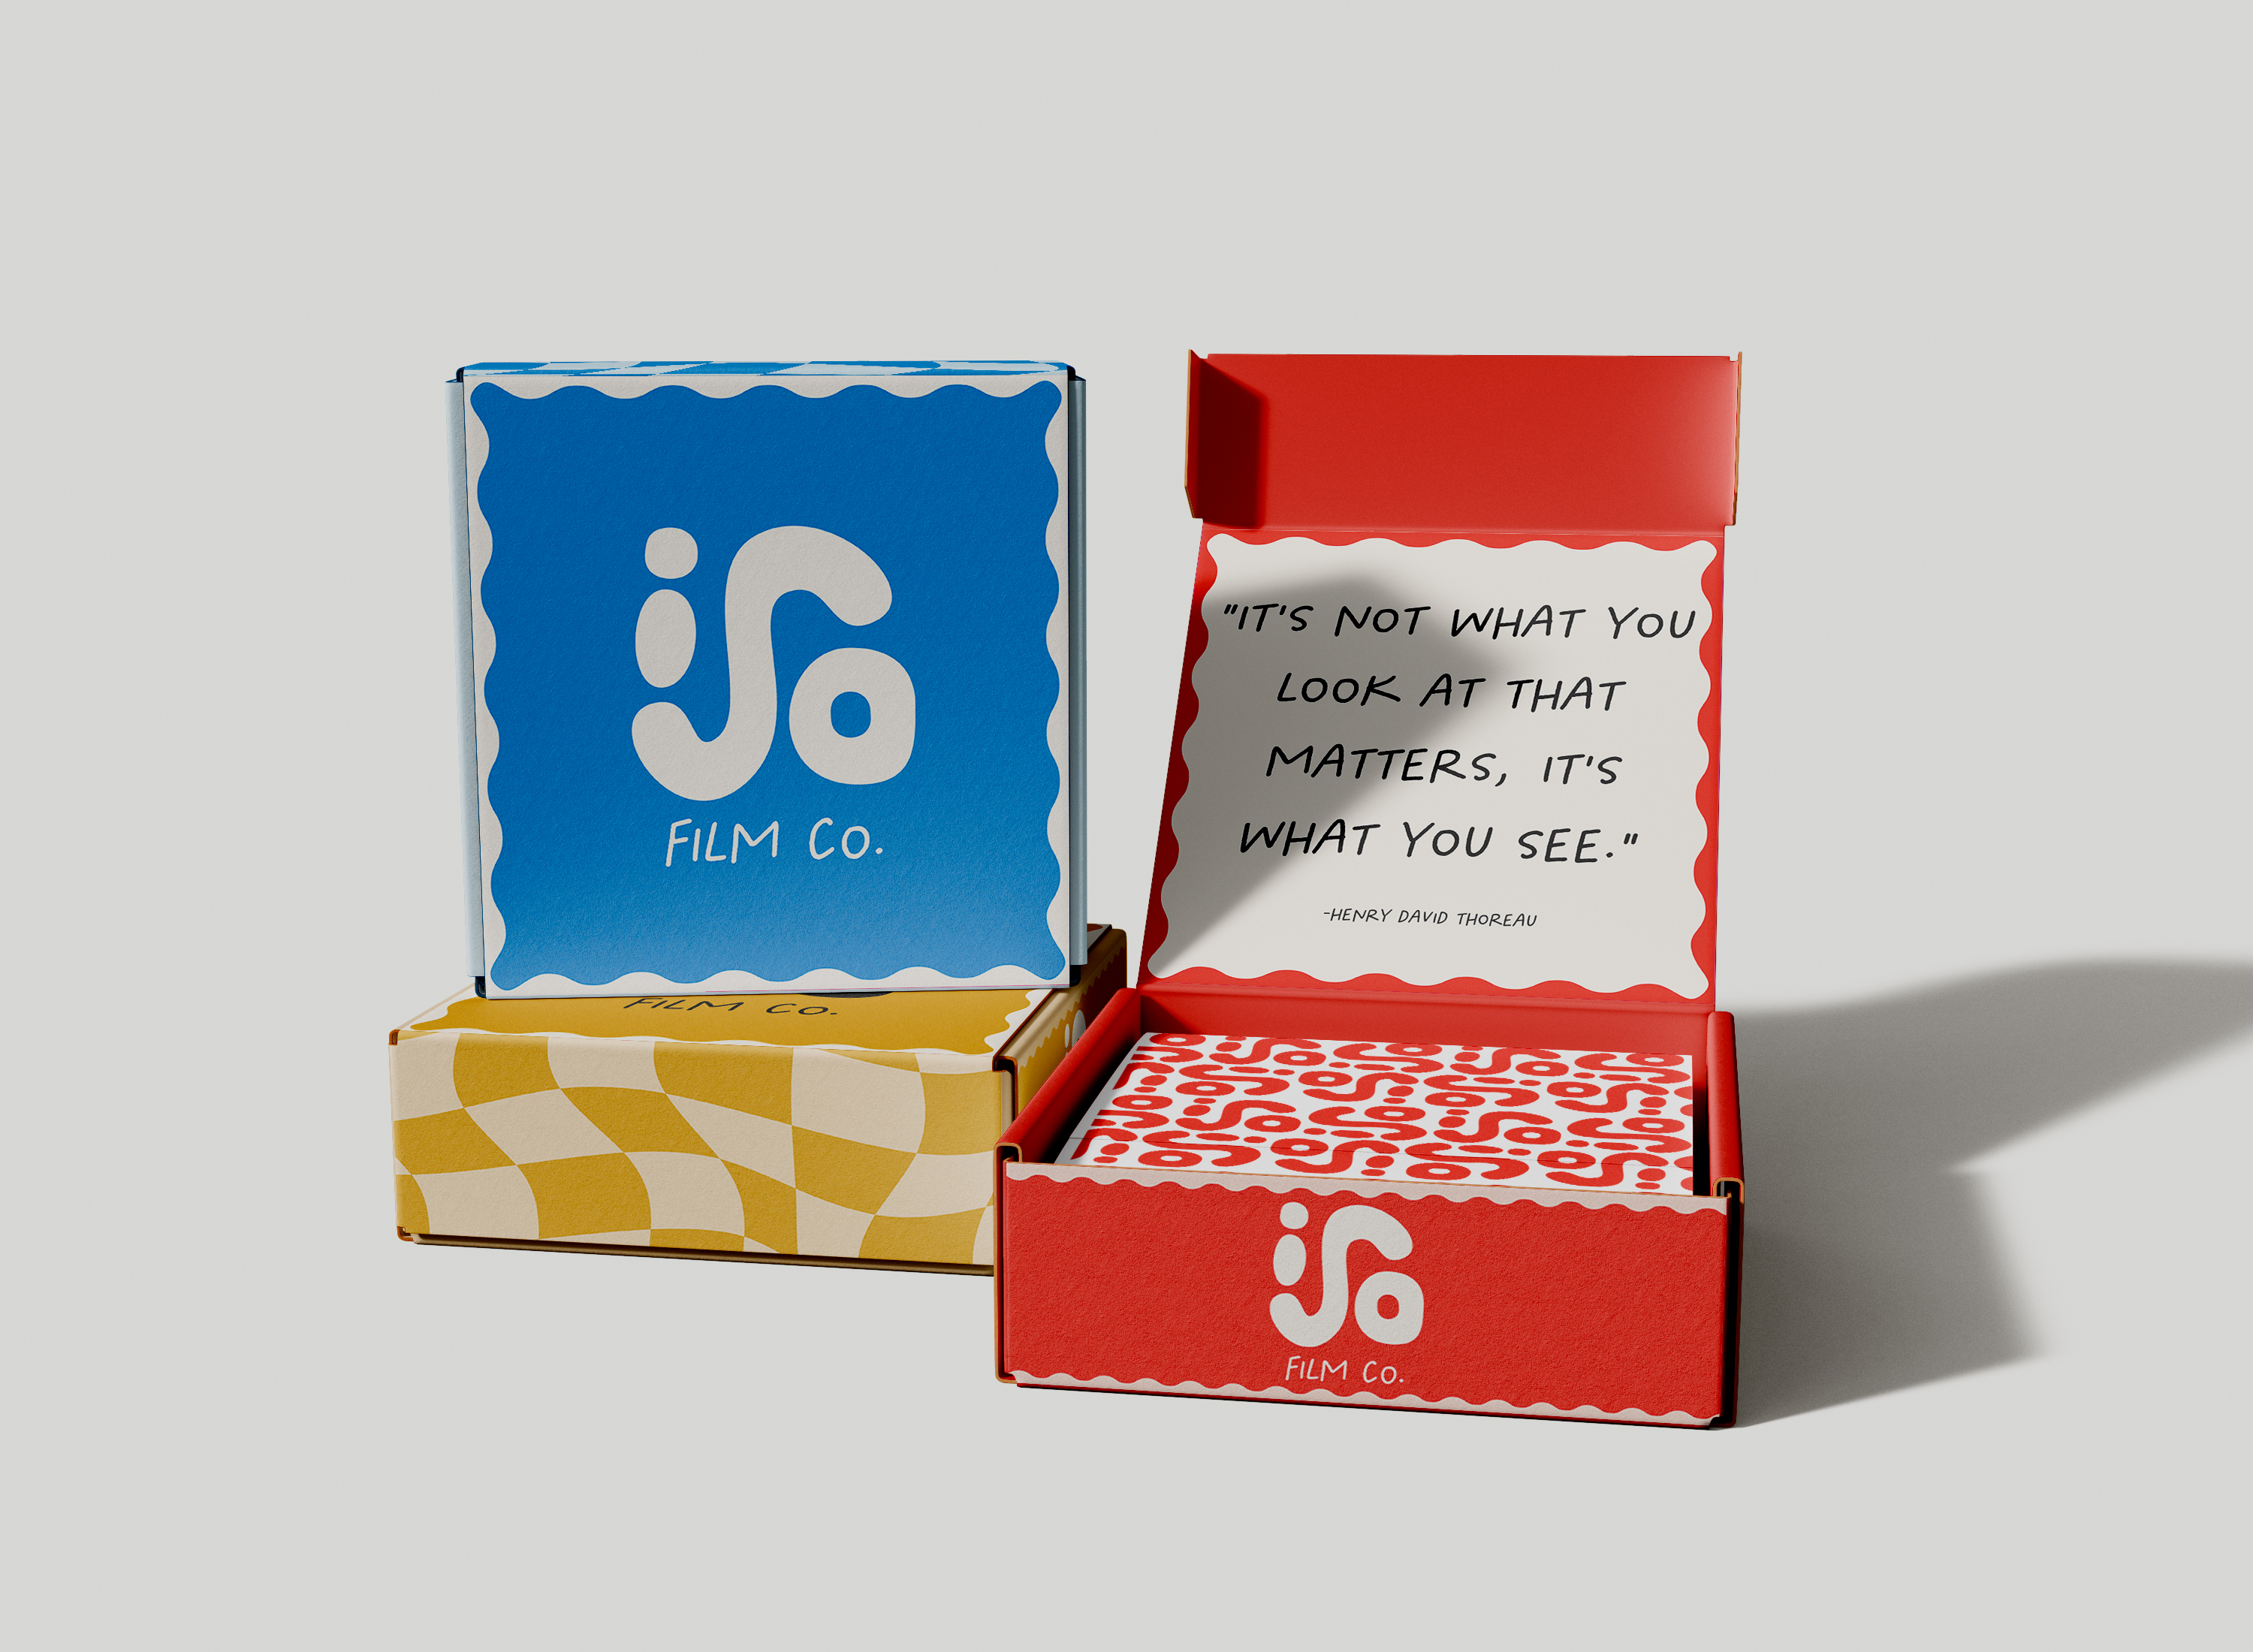 iso
FILM CO.
FILM CO.
"IT'S NOT WHAT YOU
LOOK AT THAT
MATTERS, IT'S
WHAT YOU SEE."
-HENRY DAVID THOREAU
iso
FILM CO.